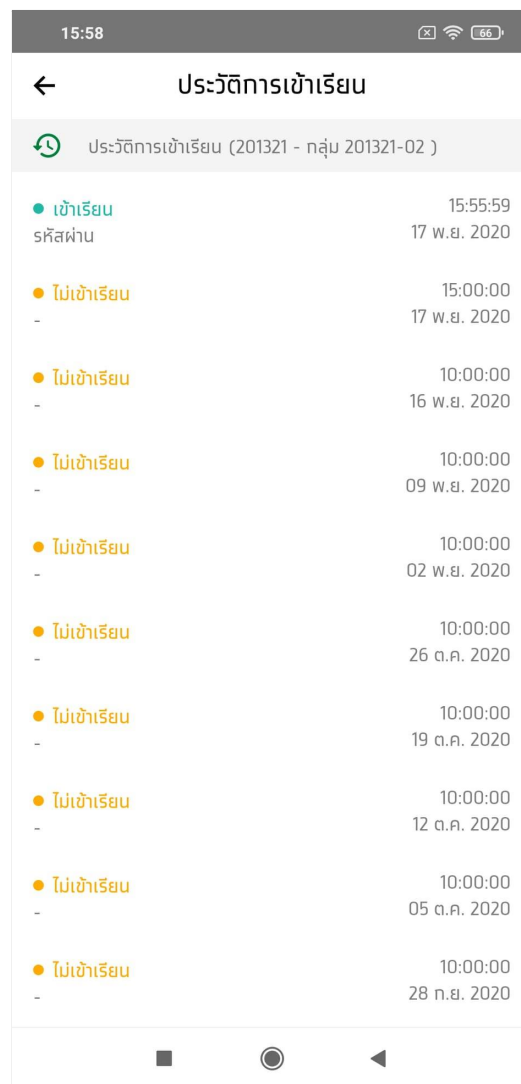 15:58
66
ประวัติการเข้าเรียน
ประวัติการเข้าเรียน (201321 - กลุ่ม 201321-02 )
เข้าเรียน 15:55:59
รหัสผ่าน 17 พ.ย. 2020
ไม่เข้าเรียน 15:00:00
- 17 พ.ย. 2020
ไม่เข้าเรียน 10:00:00
- 16 พ.ย. 2020
ไม่เข้าเรียน 10:00:00
- 09 พ.ย. 2020
ไม่เข้าเรียน 10:00:00
- 02 พ.ย. 2020
ไม่เข้าเรียน 10:00:00
- 26 ต.ค. 2020
ไม่เข้าเรียน 10:00:00
- 19 ต.ค. 2020
ไม่เข้าเรียน 10:00:00
- 12 ต.ค. 2020
ไม่เข้าเรียน 10:00:00
- 05 ต.ค. 2020
ไม่เข้าเรียน 10:00:00
- 28 ก.ย. 2020